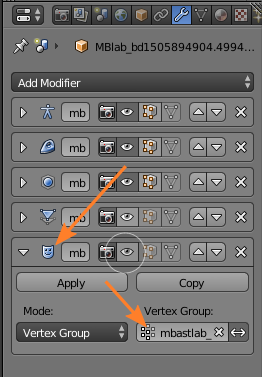 MBlab_bd1505894904.4994...
Add Modifier
mb
mb
mb
mb
mb
Apply Copy
Mode: Vertex Group:
Vertex Group mbastlab_